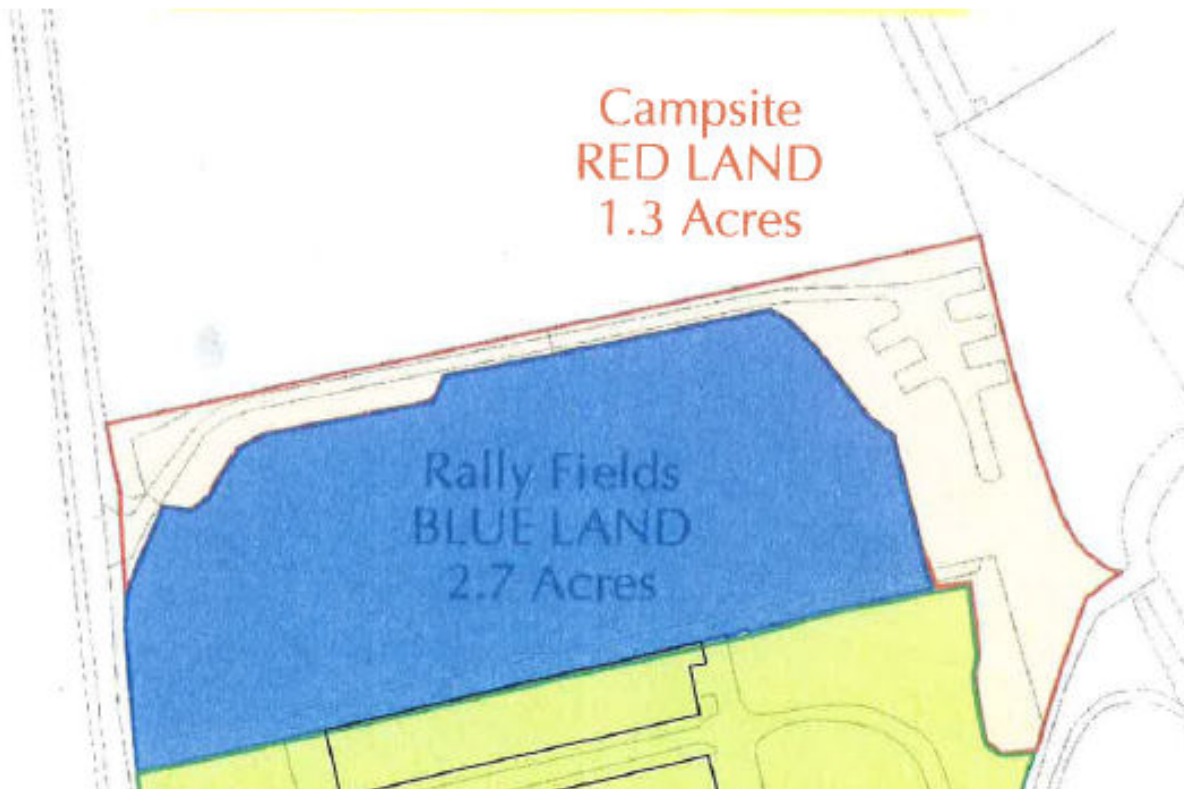 Campsite
RED LAND
1.3 Acres
Rally Fields
BLUE LAND
2.7 Acres